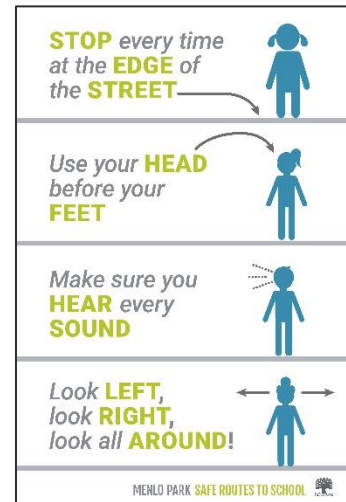 STOP every time
at the EDGE of
the STREET
Use your HEAD
before your
FEET
Make sure you
HEAR every
SOUND
Look LEFT,
look RIGHT,
look all AROUND!
MENLO PARK SAFE ROUTES TO SCHOOL